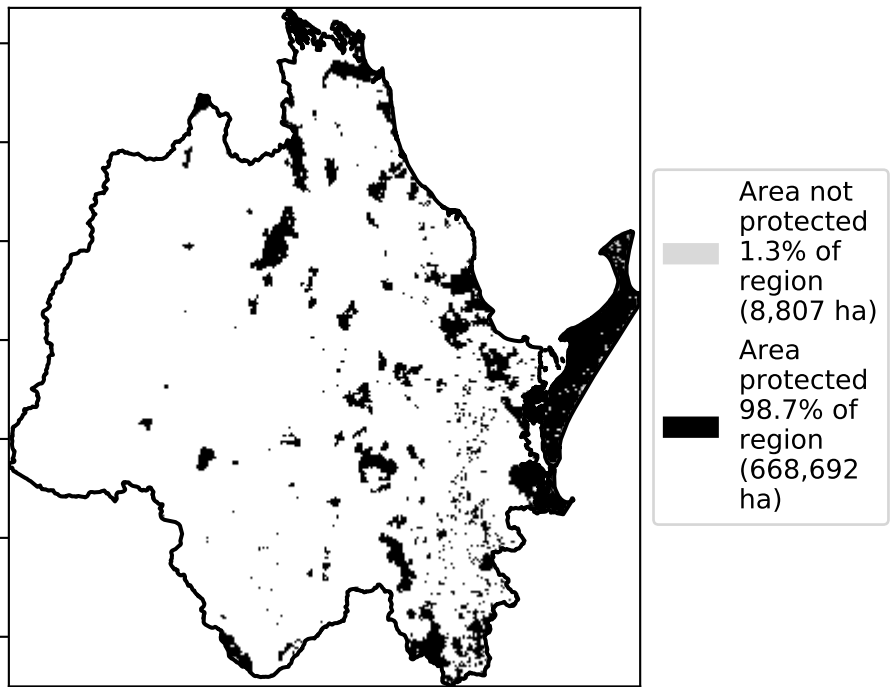 Area not
protected
1.3% of
region
(8,807 ha)
Area
protected
98.7% of
region
(668,692
ha)